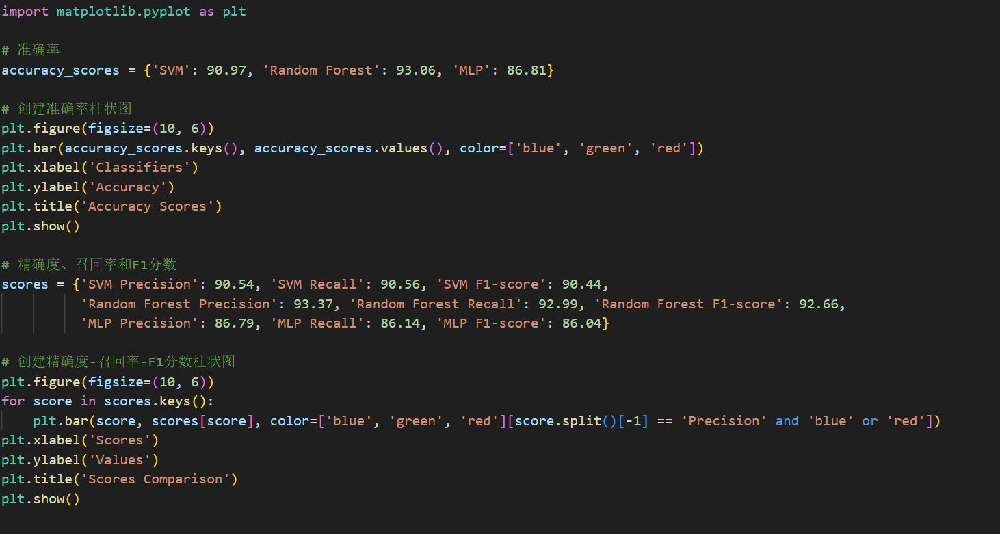 import matplotlib.pyplot as plt
# 准确率
accuracy_scores = {'SVM': 90.97, 'Random Forest': 93.06, 'MLP': 86.81}
# 创建准确率柱状图
plt.figure(figsize=(10, 6))
plt.bar(accuracy_scores.keys(), accuracy_scores.values(), color=['blue', 'green', 'red'])
plt.xlabel('Classifiers')
plt.ylabel('Accuracy')
plt.title('Accuracy Scores')
plt.show()
# 精确度、召回率和F1分数
scores = {'SVM Precision': 90.54, 'SVM Recall': 90.56, 'SVM F1-score': 90.44,
'Random Forest Precision': 93.37, 'Random Forest Recall': 92.99, 'Random Forest F1-score': 92.66,
'MLP Precision': 86.79, 'MLP Recall': 86.14, 'MLP F1-score': 86.04}
# 创建精确度-召回率-F1分数柱状图
plt.figure(figsize=(10, 6))
for score in scores.keys():
plt.bar(score, scores[score], color=['blue', 'green', 'red'][score.split()[-1] == 'Precision' and 'blue' or 'red'])
plt.xlabel('Scores')
plt.ylabel('Values')
plt.title('Scores Comparison')
plt.show()